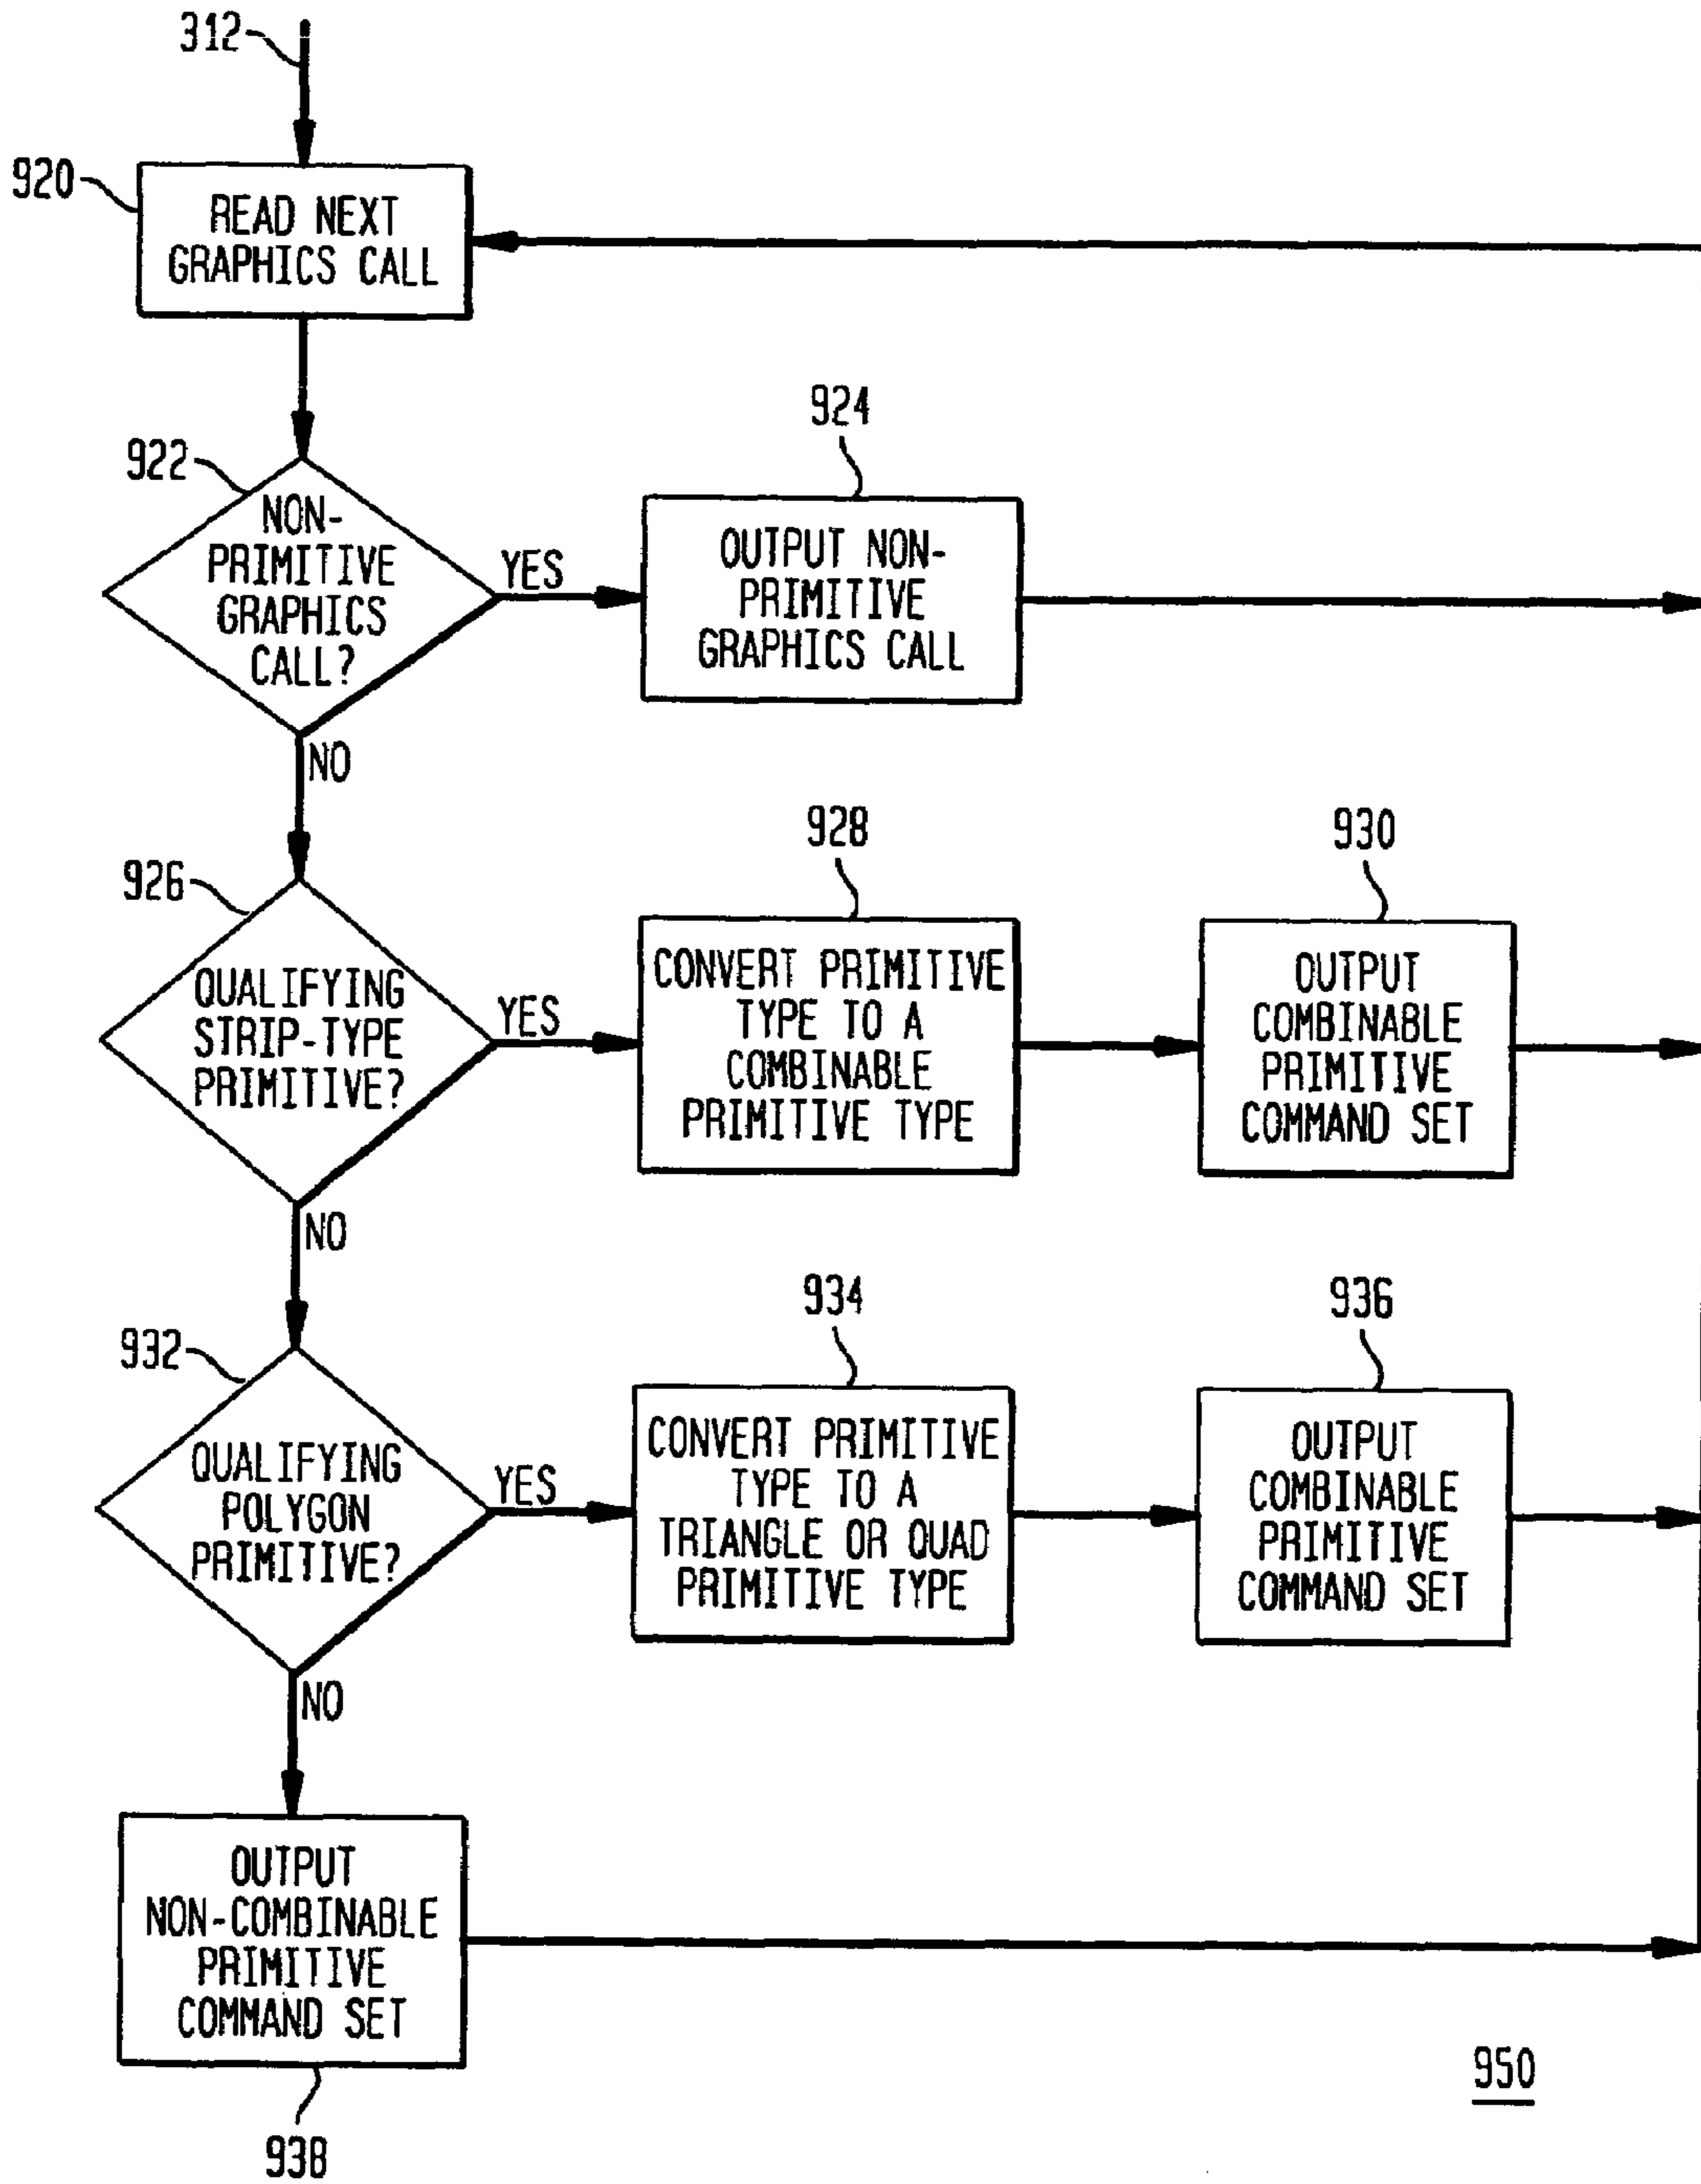 312
920
READ NEXT
GRAPHICS CALL
922
NON-
PRIMITIVE
GRAPHICS
CALL?
YES
NO
924
OUTPUT NON-
PRIMITIVE
GRAPHICS CALL
926
QUALIFYING
STRIP-TYPE
PRIMITIVE?
YES
NO
928
CONVERT PRIMITIVE
TYPE TO A
COMBINABLE
PRIMITIVE TYPE
930
OUTPUT
COMBINABLE
PRIMITIVE
COMMAND SET
932
QUALIFYING
POLYGON
PRIMITIVE?
YES
NO
934
CONVERT PRIMITIVE
TYPE TO A
TRIANGLE OR QUAD
PRIMITIVE TYPE
936
OUTPUT
COMBINABLE
PRIMITIVE
COMMAND SET
OUTPUT
NON-COMBINABLE
PRIMITIVE
COMMAND SET
938
950